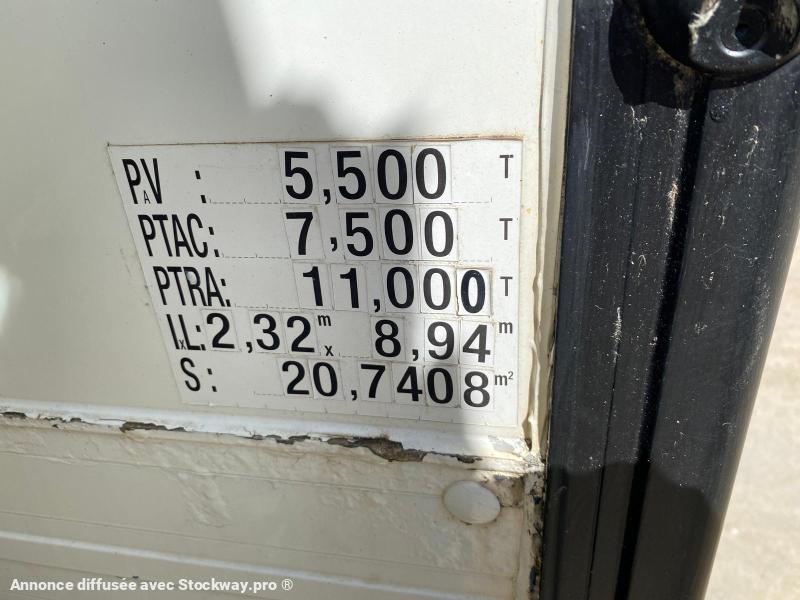 PAV : 5,500 T
PTAC: 7,500 T
PTRA: 11,000 T
lxL: 2,32 m x 8,94 m
S : 20,7408 m²
Annonce diffusée avec Stockway.pro ®